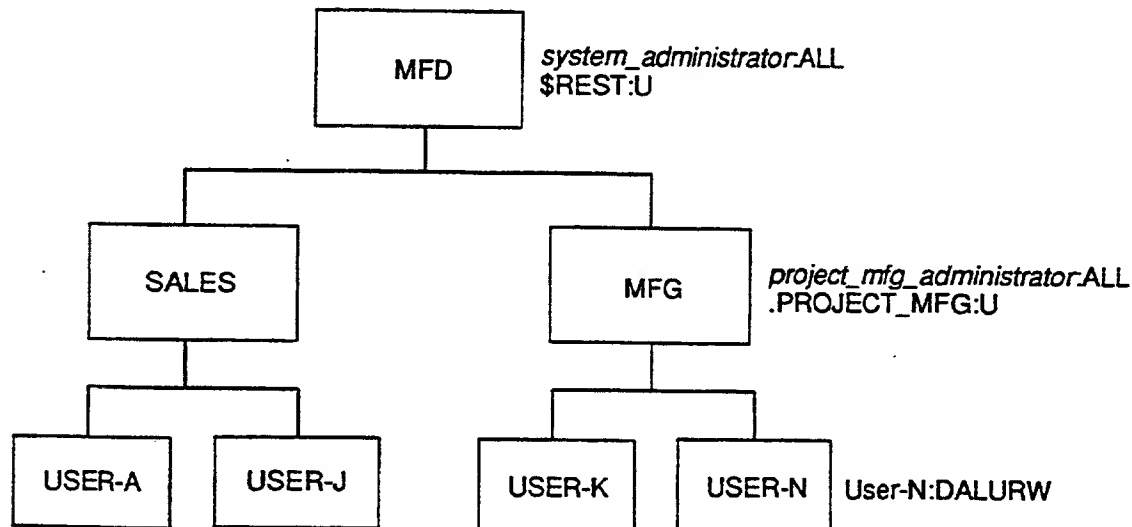 MFD
system_administrator:ALL
$REST:U
SALES
MFG
project_mfg_administrator:ALL
.PROJECT_MFG:U
USER-A
USER-J
USER-K
USER-N
User-N:DALURW